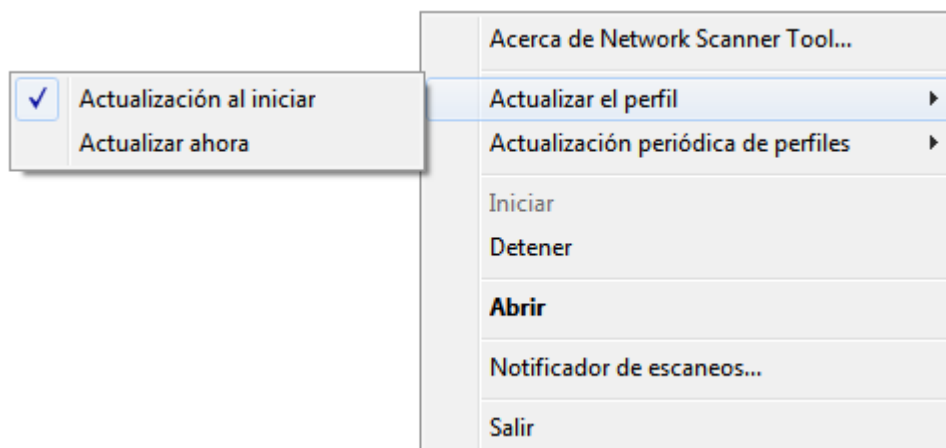 Acerca de Network Scanner Tool...
Actualizar el perfil
Actualización al iniciar
Actualizar ahora
Actualización periódica de perfiles
Iniciar
Detener
Abrir
Notificador de escaneos...
Salir